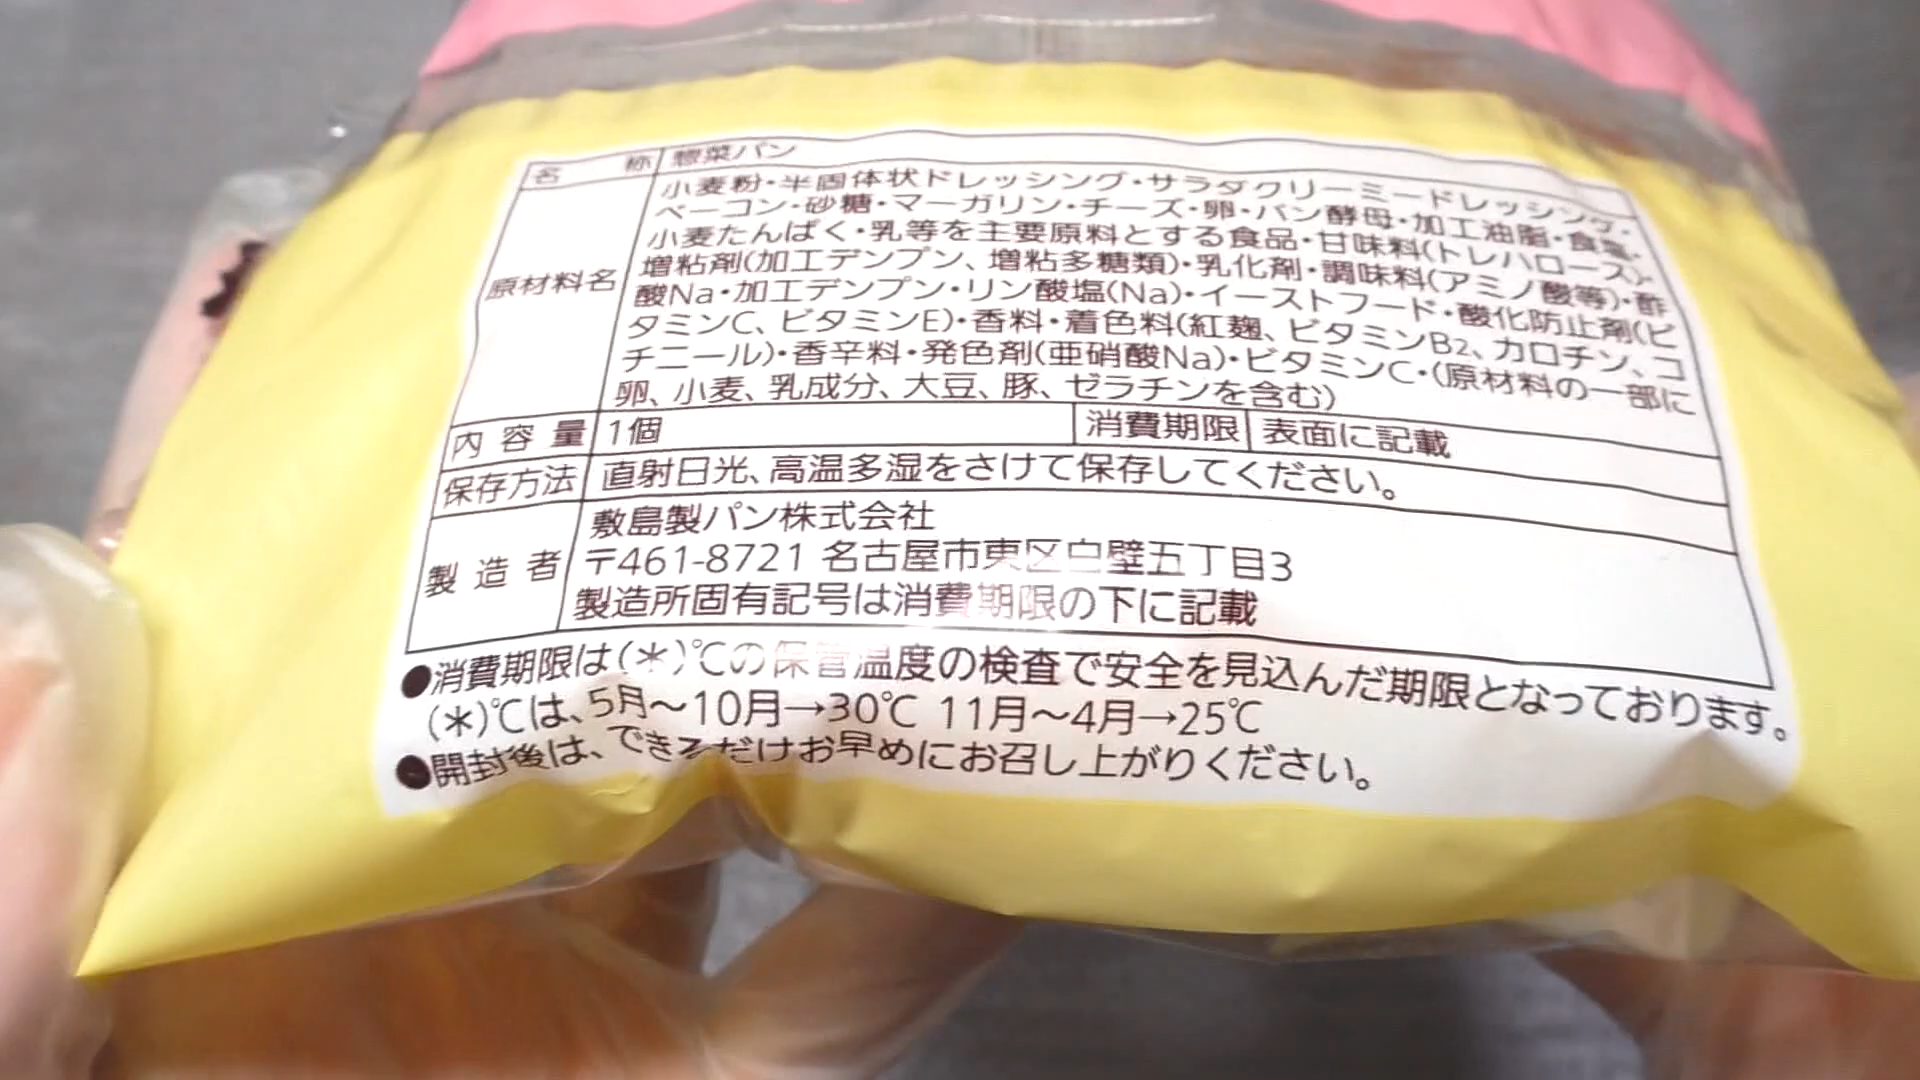 名 称 惣菜パン
原材料名 小麦粉・半固体状ドレッシング・サラダクリーミードレッシング・
ベーコン・砂糖・マーガリン・チーズ・卵・パン酵母・加工油脂・食塩・
小麦たんぱく・乳等を主要原料とする食品・甘味料(トレハロース)・
増粘剤(加工デンプン、増粘多糖類)・乳化剤・調味料(アミノ酸等)・酢
酸Na・加工デンプン・リン酸塩(Na)・イーストフード・酸化防止剤(ビ
タミンC、ビタミンE)・香料・着色料(紅麹、ビタミンB2、カロチン、コ
チニール)・香辛料・発色剤(亜硝酸Na)・ビタミンC・(原材料の一部に
卵、小麦、乳成分、大豆、豚、ゼラチンを含む)
内容量 1個 消費期限 表面に記載
保存方法 直射日光、高温多湿をさけて保存してください。
製造者 敷島製パン株式会社
〒461-8721 名古屋市東区白壁五丁目3
製造所固有記号は消費期限の下に記載
●消費期限は(＊)℃の保管温度の検査で安全を見込んだ期限となっております。
(＊)℃は、5月～10月→30℃ 11月～4月→25℃
●開封後は、できるだけお早めにお召し上がりください。